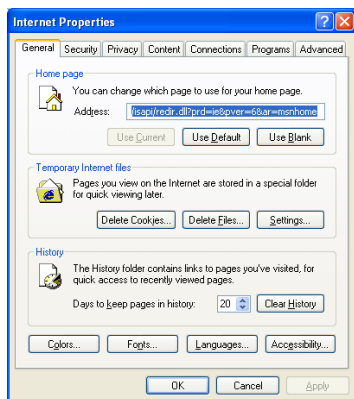 Internet Properties
General Security Privacy Content Connections Programs Advanced
Home page
You can change which page to use for your home page.
Address: /isapi/redir.dll?prd=ie&pver=6&ar=msnhome
Use Current Use Default Use Blank
Temporary Internet files
Pages you view on the Internet are stored in a special folder
for quick viewing later.
Delete Cookies... Delete Files... Settings...
History
The History folder contains links to pages you've visited, for
quick access to recently viewed pages.
Days to keep pages in history: 20 Clear History
Colors... Fonts... Languages... Accessibility...
OK Cancel Apply